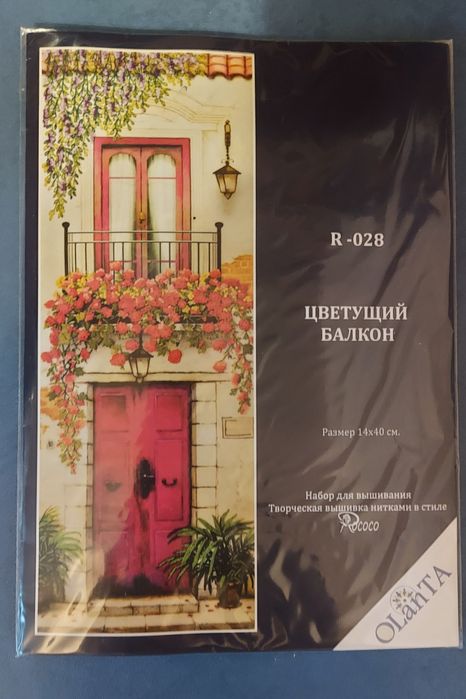 R -028
ЦВЕТУЩИЙ
БАЛКОН
Размер 14х40 см.
Набор для вышивания
Творческая вышивка нитками в стиле
Rococo
OLanTA